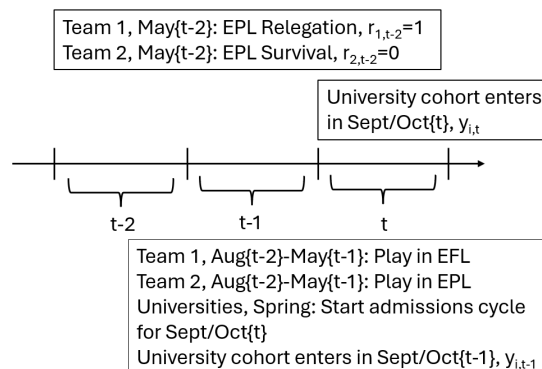 Team 1, May{t-2}: EPL Relegation, r1,t-2=1
Team 2, May{t-2}: EPL Survival, r2,t-2=0
University cohort enters
in Sept/Oct{t}, yi,t
t-2
t-1
t
Team 1, Aug{t-2}-May{t-1}: Play in EFL
Team 2, Aug{t-2}-May{t-1}: Play in EPL
Universities, Spring: Start admissions cycle
for Sept/Oct{t}
University cohort enters in Sept/Oct{t-1}, yi,t-1